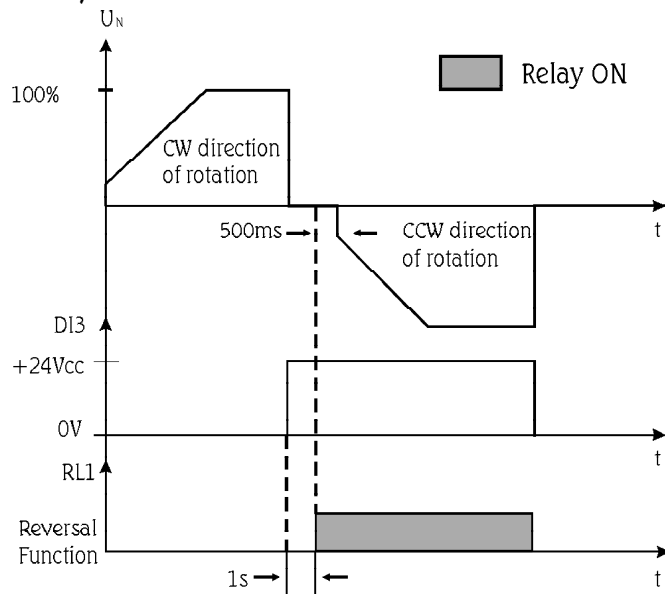 UN
Relay ON
100%
CW direction
of rotation
500ms
CCW direction
of rotation
t
DI3
+24Vcc
0V
t
RL1
Reversal
Function
t
1s